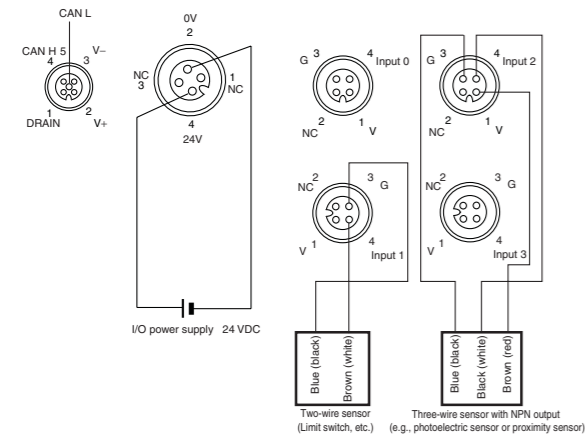 CAN L
CAN H 5 V–
4 3
1 2
DRAIN V+
0V
2
NC
3
1
NC
4
24V
I/O power supply 24 VDC
3 4
G Input 0
2 1
NC V
3 4
G Input 2
2 1
NC V
NC 2 3 G
V 1 4
Input 1
NC 2 3 G
V 1 4
Input 3
Blue (black)
Brown (white)
Two-wire sensor
(Limit switch, etc.)
Blue (black)
Black (white)
Brown (red)
Three-wire sensor with NPN output
(e.g., photoelectric sensor or proximity sensor)